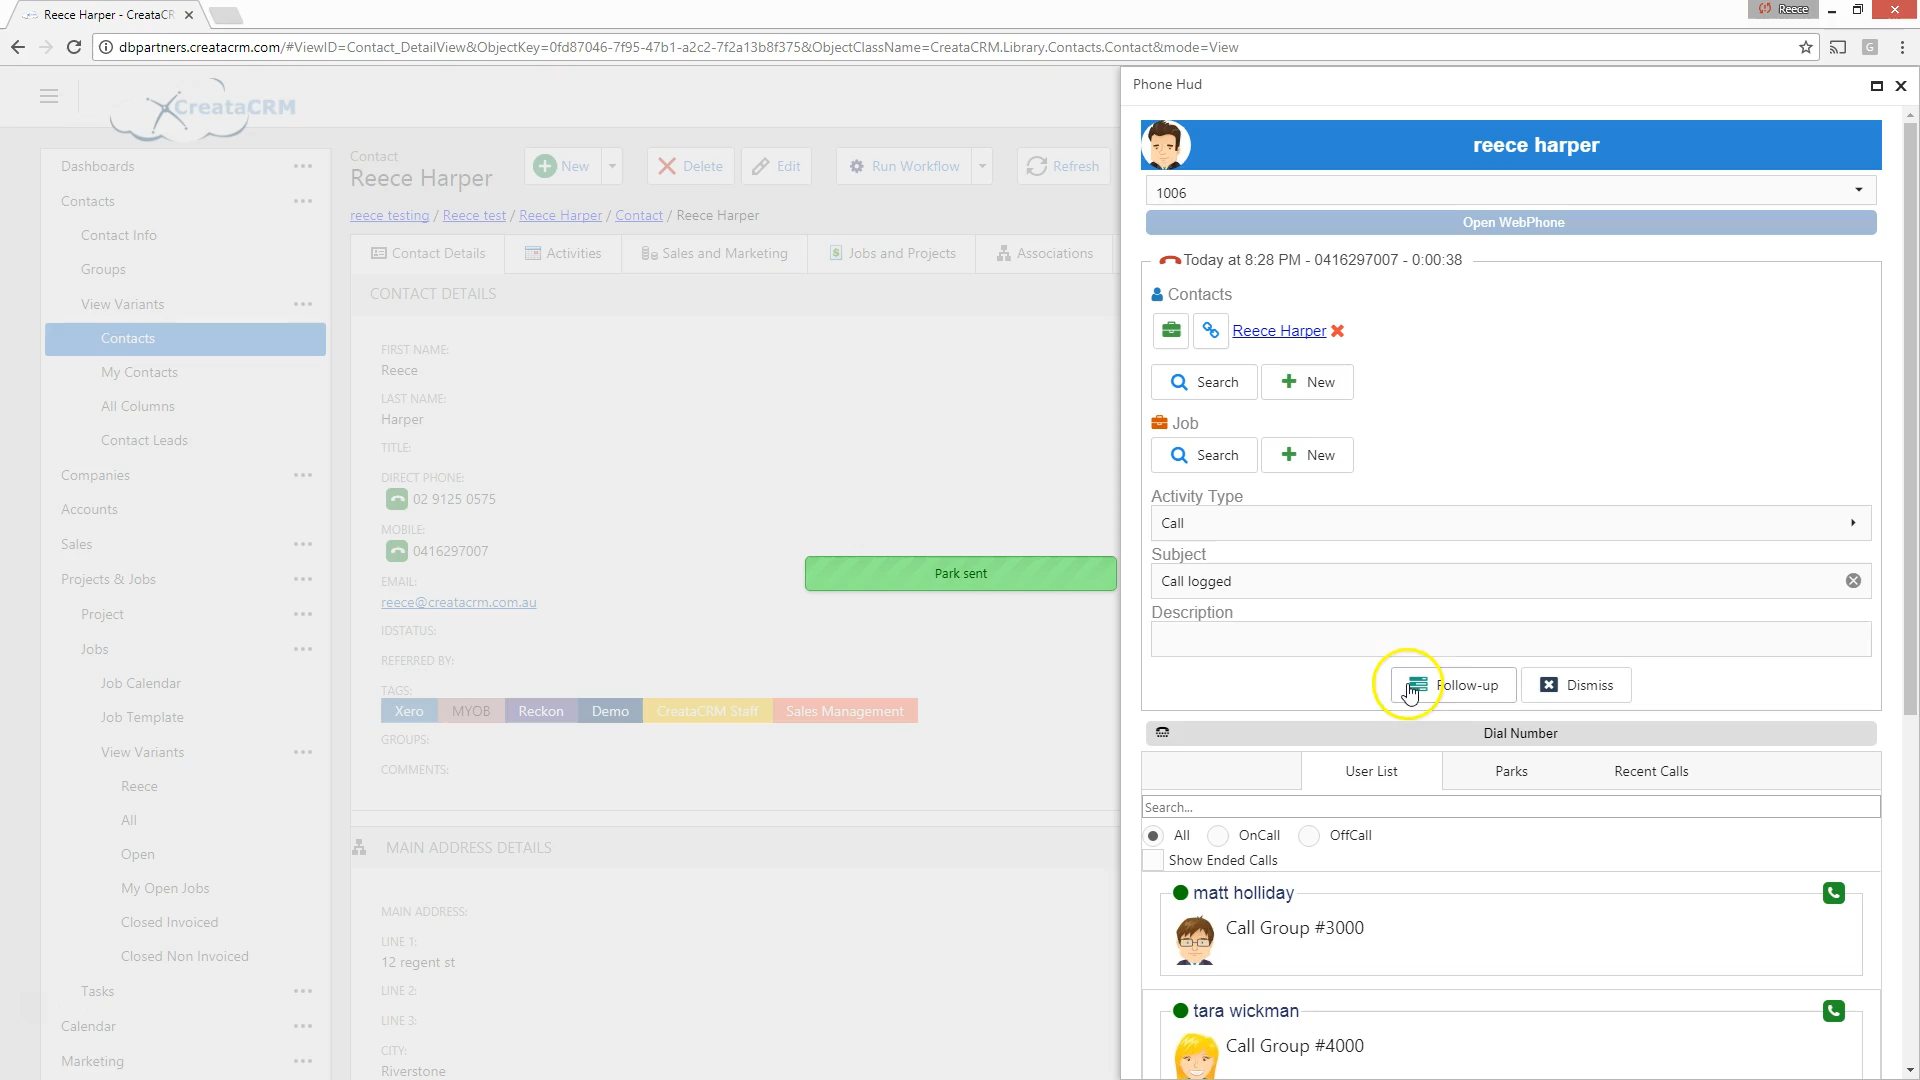 Reece Harper - CreataCR
Reece
dbpartners.creatacrm.com/#ViewID=Contact_DetailView&ObjectKey=0fd87046-7f95-47b1-a2c2-7f2a13b8f375&ObjectClassName=CreataCRM.Library.Contacts.Contact&mode=View
G
CreataCRM
Dashboards
Contacts
Contact Info
Groups
View Variants
Contacts
My Contacts
All Columns
Contact Leads
Companies
Accounts
Sales
Projects & Jobs
Project
Jobs
Job Calendar
Job Template
View Variants
Reece
All
Open
My Open Jobs
Closed Invoiced
Closed Non Invoiced
Tasks
Calendar
Marketing
Contact
Reece Harper
New
Delete
Edit
Run Workflow
Refresh
reece testing / Reece test / Reece Harper / Contact / Reece Harper
Contact Details
Activities
Sales and Marketing
Jobs and Projects
Associations
CONTACT DETAILS
FIRST NAME:
Reece
LAST NAME:
Harper
TITLE:
DIRECT PHONE:
02 9125 0575
MOBILE:
0416297007
EMAIL:
reece@creatacrm.com.au
IDSTATUS:
REFERRED BY:
TAGS:
Xero MYOB Reckon Demo CreataCRM Staff Sales Management
GROUPS:
COMMENTS:
MAIN ADDRESS DETAILS
MAIN ADDRESS:
LINE 1:
12 regent st
LINE 2:
LINE 3:
CITY:
Riverstone
Park sent
Phone Hud
reece harper
1006
Open WebPhone
Today at 8:28 PM - 0416297007 - 0:00:38
Contacts
Reece Harper
Search
New
Job
Search
New
Activity Type
Call
Subject
Call logged
Description
Follow-up
Dismiss
Dial Number
User List
Parks
Recent Calls
Search...
All
OnCall
OffCall
Show Ended Calls
matt holliday
Call Group #3000
tara wickman
Call Group #4000